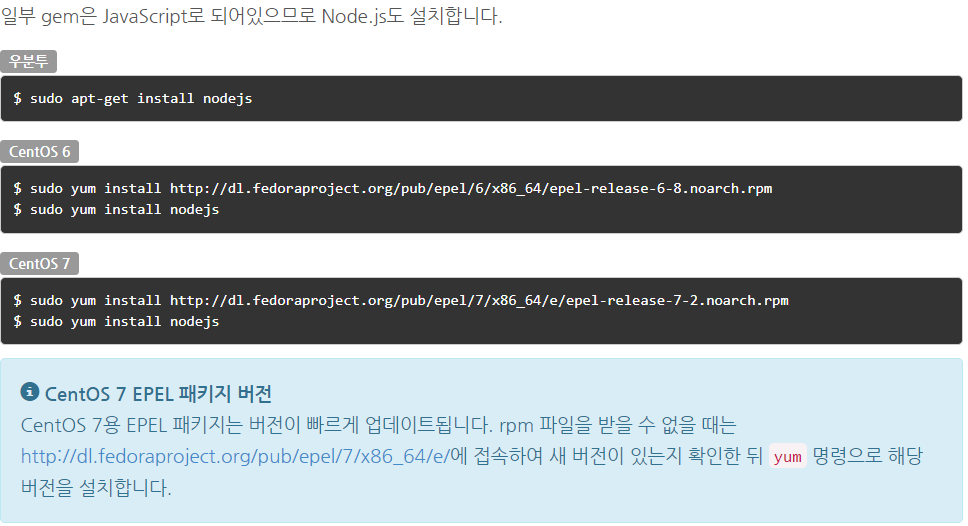 일부 gem은 JavaScript로 되어있으므로 Node.js도 설치합니다.
우분투
$ sudo apt-get install nodejs
CentOS 6
$ sudo yum install http://dl.fedoraproject.org/pub/epel/6/x86_64/epel-release-6-8.noarch.rpm
$ sudo yum install nodejs
CentOS 7
$ sudo yum install http://dl.fedoraproject.org/pub/epel/7/x86_64/e/epel-release-7-2.noarch.rpm
$ sudo yum install nodejs
CentOS 7 EPEL 패키지 버전
CentOS 7용 EPEL 패키지는 버전이 빠르게 업데이트됩니다. rpm 파일을 받을 수 없을 때는
http://dl.fedoraproject.org/pub/epel/7/x86_64/e/에 접속하여 새 버전이 있는지 확인한 뒤 yum 명령으로 해당
버전을 설치합니다.